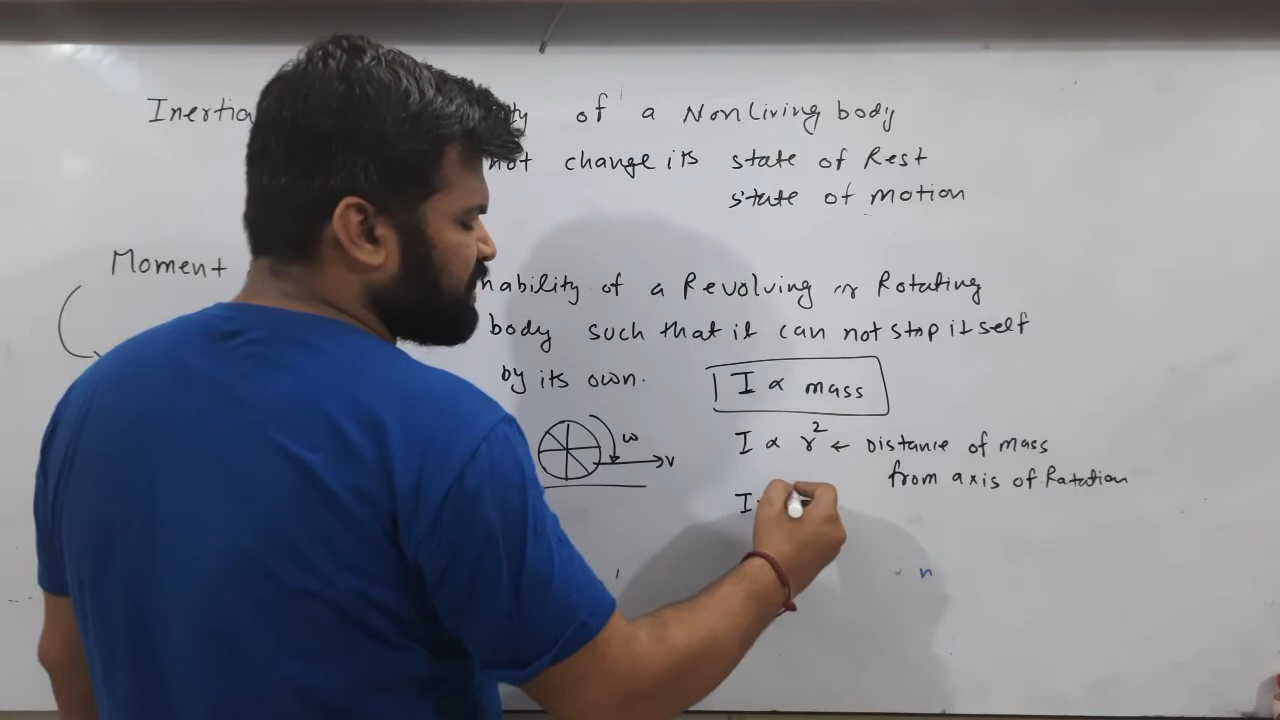 Inertia of a Nonliving body
not change its state of Rest
state of motion
Moment
of a Revolving or Rotating
body such that it can not stop itself
by its own.
I ∝ mass
ω
v
I ∝ r² ← Distance of mass
from axis of Rotation
I
n